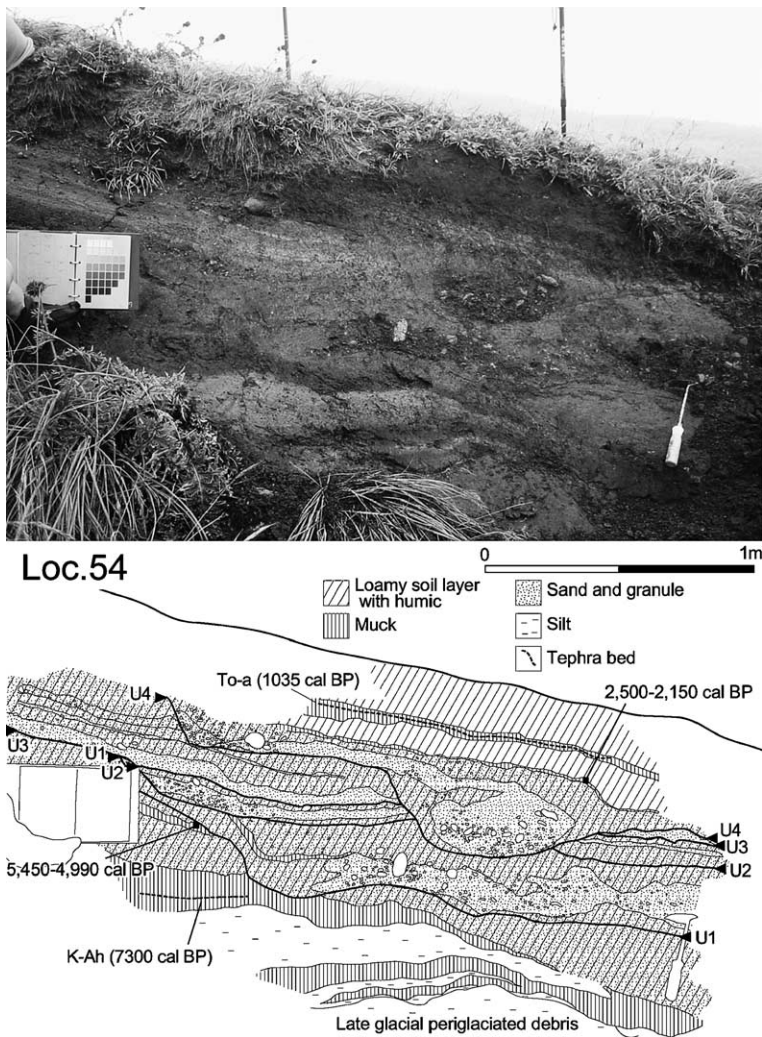 Loc.54
0 1m
Loamy soil layer
with humic
Sand and granule
Muck
Silt
Tephra bed
To-a (1035 cal BP)
2,500-2,150 cal BP
U4
U3
U1
U2
U4
U3
U2
5,450-4,990 cal BP
U1
K-Ah (7300 cal BP)
Late glacial periglaciated debris